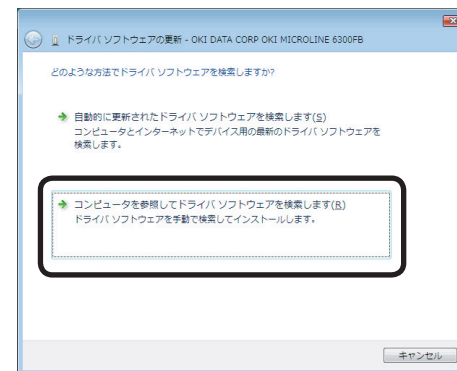 ドライバ ソフトウェアの更新 - OKI DATA CORP OKI MICROLINE 6300FB
どのような方法でドライバ ソフトウェアを検索しますか?
自動的に更新されたドライバ ソフトウェアを検索します(S)
コンピュータとインターネットでデバイス用の最新のドライバ ソフトウェアを
検索します。
コンピュータを参照してドライバ ソフトウェアを検索します(R)
ドライバ ソフトウェアを手動で検索してインストールします。
キャンセル